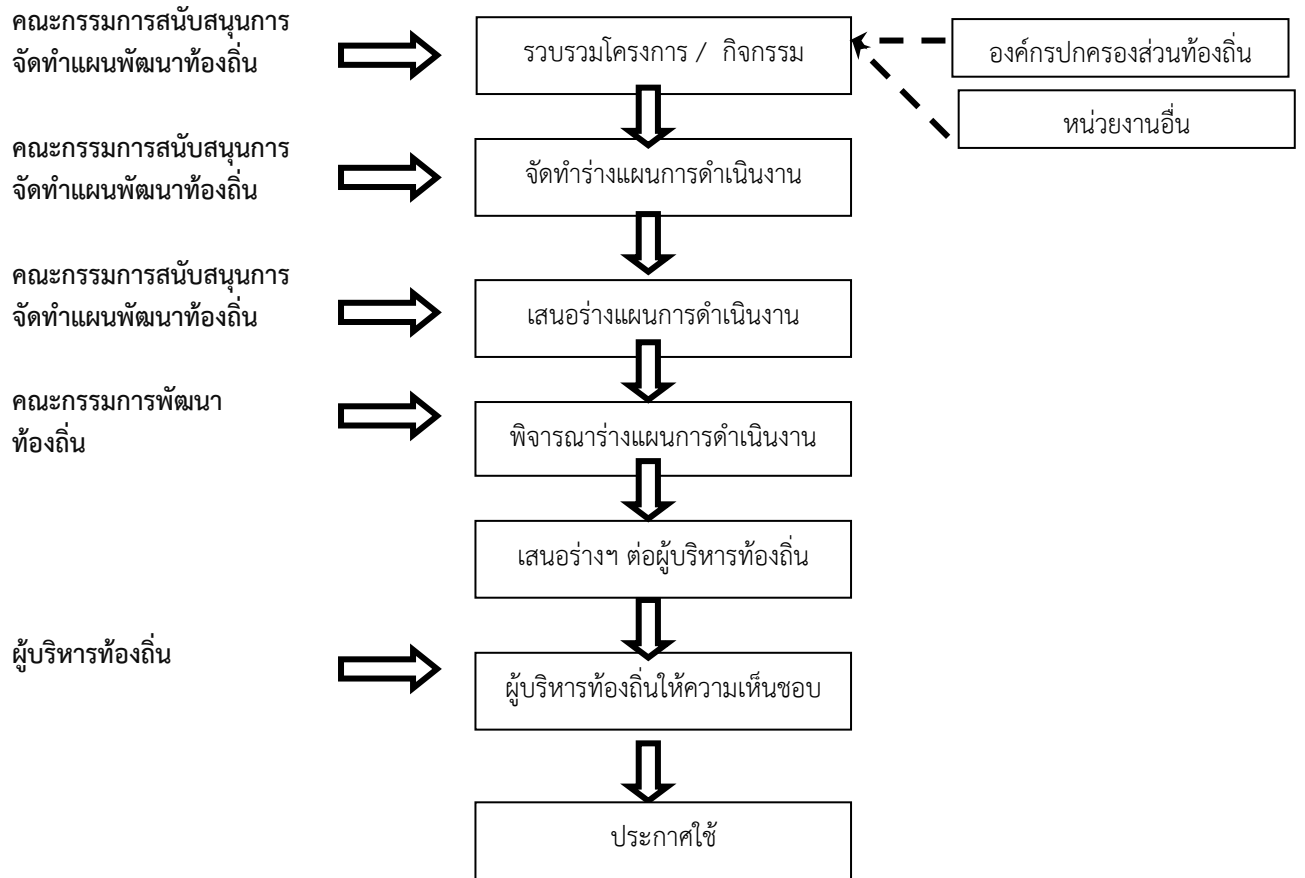 คณะกรรมการสนับสนุนการ
จัดทำแผนพัฒนาท้องถิ่น
รวบรวมโครงการ / กิจกรรม
องค์กรปกครองส่วนท้องถิ่น
หน่วยงานอื่น
คณะกรรมการสนับสนุนการ
จัดทำแผนพัฒนาท้องถิ่น
จัดทำร่างแผนการดำเนินงาน
คณะกรรมการสนับสนุนการ
จัดทำแผนพัฒนาท้องถิ่น
เสนอร่างแผนการดำเนินงาน
คณะกรรมการพัฒนา
ท้องถิ่น
พิจารณาร่างแผนการดำเนินงาน
เสนอร่างฯ ต่อผู้บริหารท้องถิ่น
ผู้บริหารท้องถิ่น
ผู้บริหารท้องถิ่นให้ความเห็นชอบ
ประกาศใช้